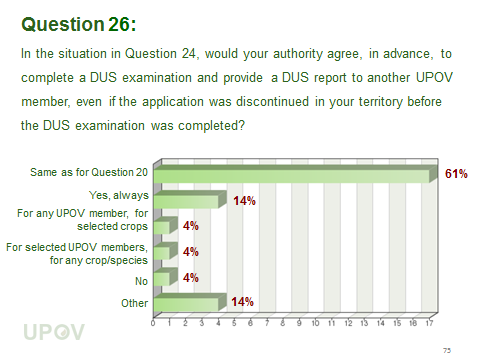 Question 26:
In the situation in Question 24, would your authority agree, in advance, to
complete a DUS examination and provide a DUS report to another UPOV
member, even if the application was discontinued in your territory before
the DUS examination was completed?
Same as for Question 20
61%
Yes, always
14%
For any UPOV member, for
selected crops
4%
For selected UPOV members,
for any crop/species
4%
No
4%
Other
14%
0 1 2 3 4 5 6 7 8 9 10 11 12 13 14 15 16 17
UPOV
75